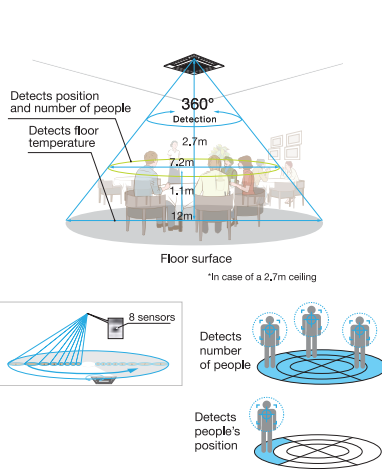 Detects position
and number of people
360°
Detection
Detects floor
temperature
2.7m
7.2m
1.1m
12m
Floor surface
*In case of a 2.7m ceiling
8 sensors
Detects
number
of people
Detects
people's
position